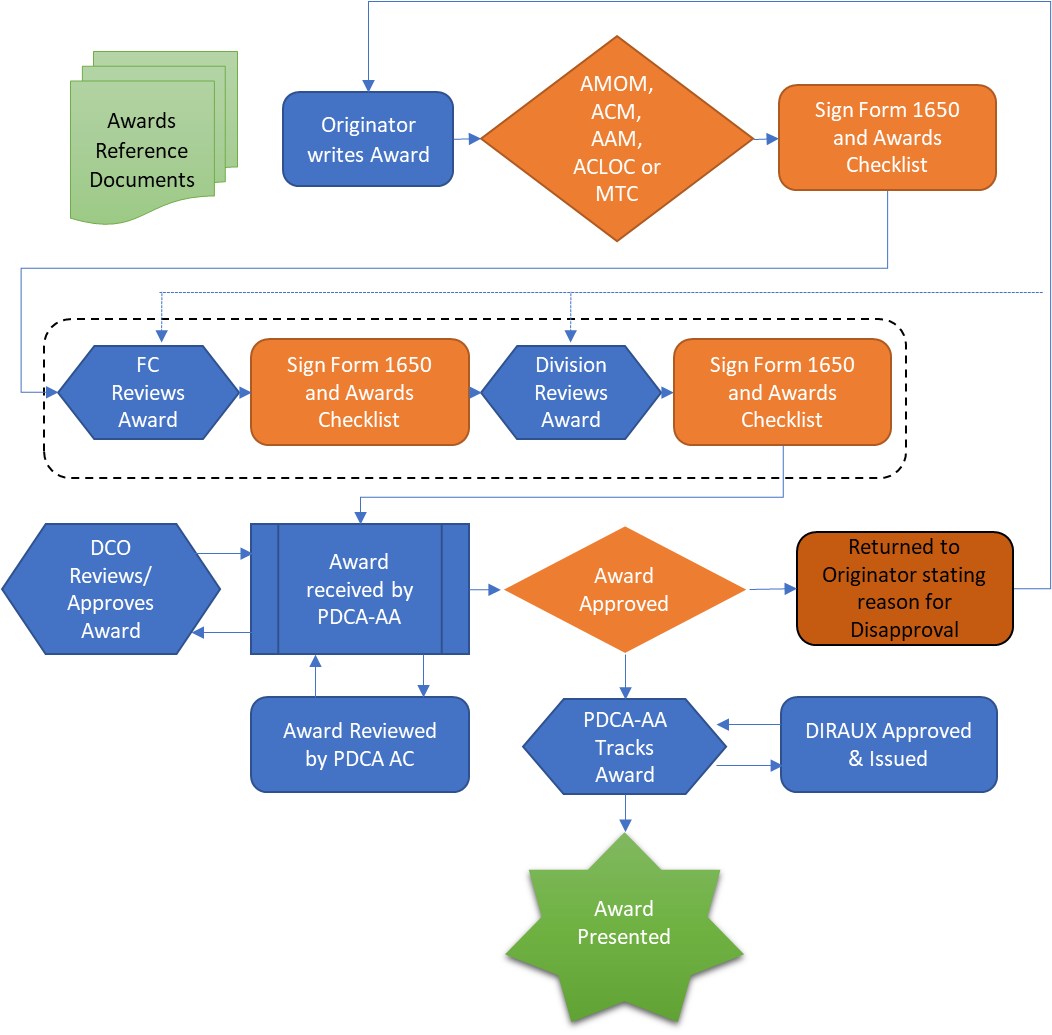 Awards
Reference
Documents
Originator
writes Award
AMOM,
ACM,
AAM,
ACLOC or
MTC
Sign Form 1650
and Awards
Checklist
FC
Reviews
Award
Sign Form 1650
and Awards
Checklist
Division
Reviews
Award
Sign Form 1650
and Awards
Checklist
DCO
Reviews/
Approves
Award
Award
received by
PDCA-AA
Award
Approved
Returned to
Originator stating
reason for
Disapproval
Award Reviewed
by PDCA AC
PDCA-AA
Tracks
Award
DIRAUX Approved
& Issued
Award
Presented